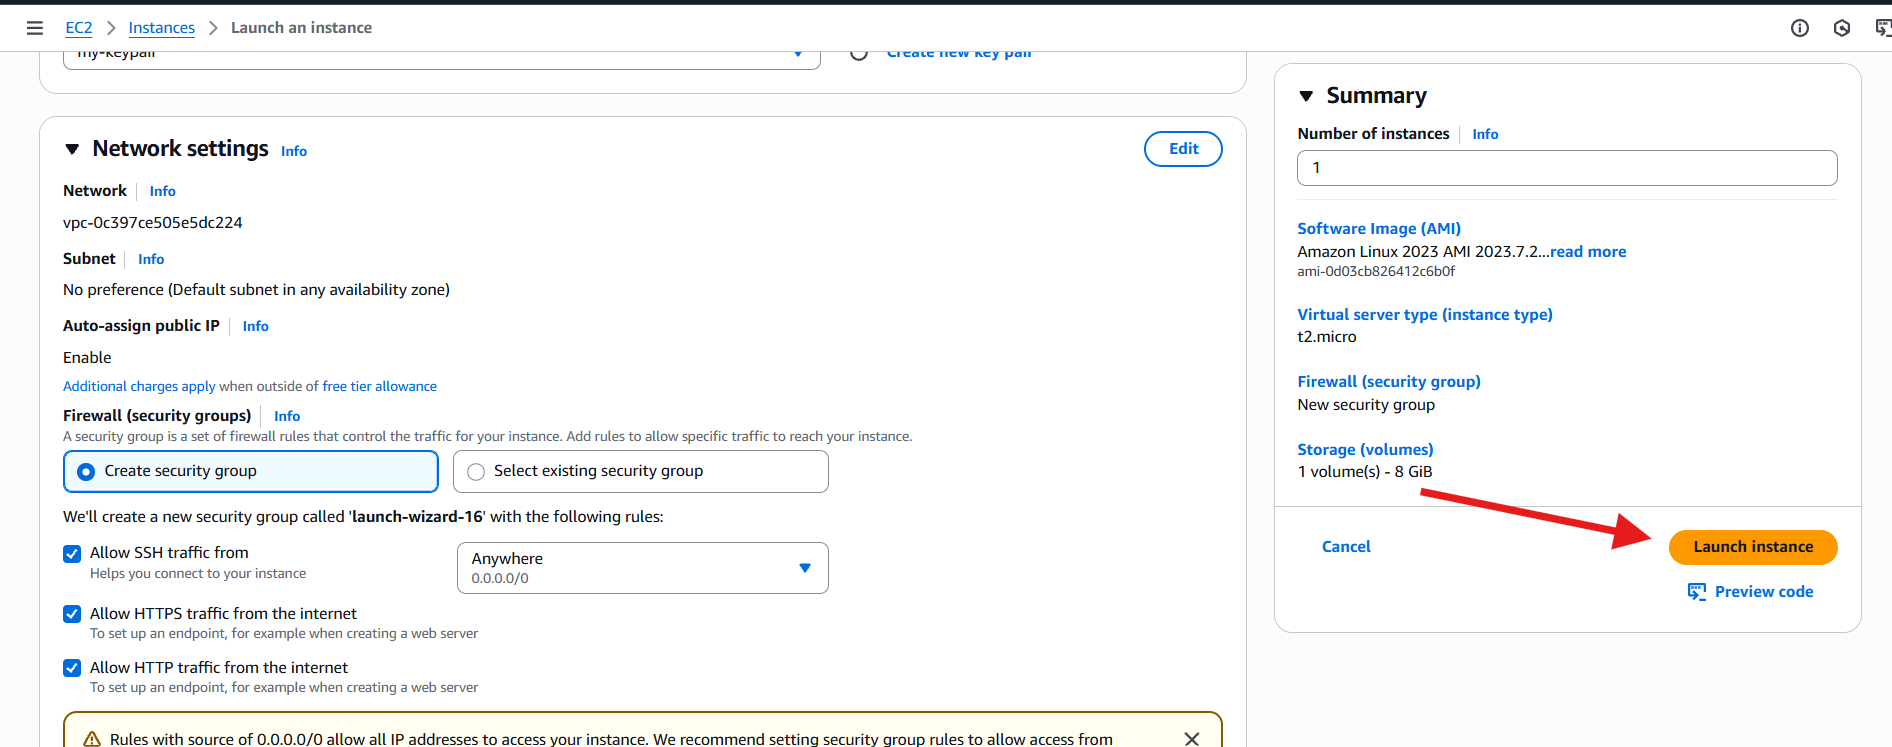 EC2 > Instances > Launch an instance
my-keypair
Create new key pair
Network settings Info
Edit
Network Info
vpc-0c397ce505e5dc224
Subnet Info
No preference (Default subnet in any availability zone)
Auto-assign public IP Info
Enable
Additional charges apply when outside of free tier allowance
Firewall (security groups) Info
A security group is a set of firewall rules that control the traffic for your instance. Add rules to allow specific traffic to reach your instance.
Create security group
Select existing security group
We'll create a new security group called 'launch-wizard-16' with the following rules:
Allow SSH traffic from
Helps you connect to your instance
Anywhere
0.0.0.0/0
Allow HTTPS traffic from the internet
To set up an endpoint, for example when creating a web server
Allow HTTP traffic from the internet
To set up an endpoint, for example when creating a web server
Rules with source of 0.0.0.0/0 allow all IP addresses to access your instance. We recommend setting security group rules to allow access from
Summary
Number of instances Info
1
Software Image (AMI)
Amazon Linux 2023 AMI 2023.7.2...read more
ami-0d03cb826412c6b0f
Virtual server type (instance type)
t2.micro
Firewall (security group)
New security group
Storage (volumes)
1 volume(s) - 8 GiB
Cancel
Launch instance
Preview code